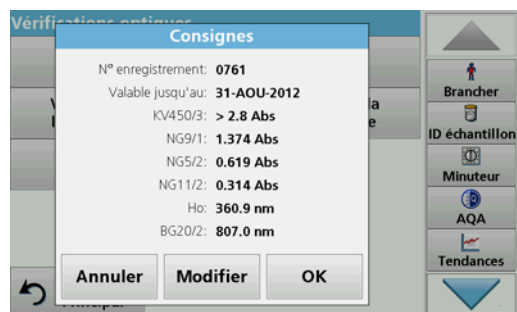 Vérifications optiques
Consignes
N° enregistrement: 0761
Valable jusqu'au: 31-AOU-2012
KV450/3: > 2.8 Abs
NG9/1: 1.374 Abs
NG5/2: 0.619 Abs
NG11/2: 0.314 Abs
Ho: 360.9 nm
BG20/2: 807.0 nm
Annuler
Modifier
OK
Brancher
ID échantillon
Minuteur
AQA
Tendances